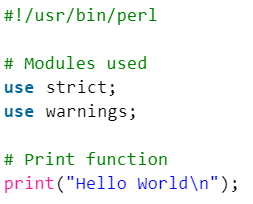 #!/usr/bin/perl
# Modules used
use strict;
use warnings;
# Print function
print("Hello World\n");